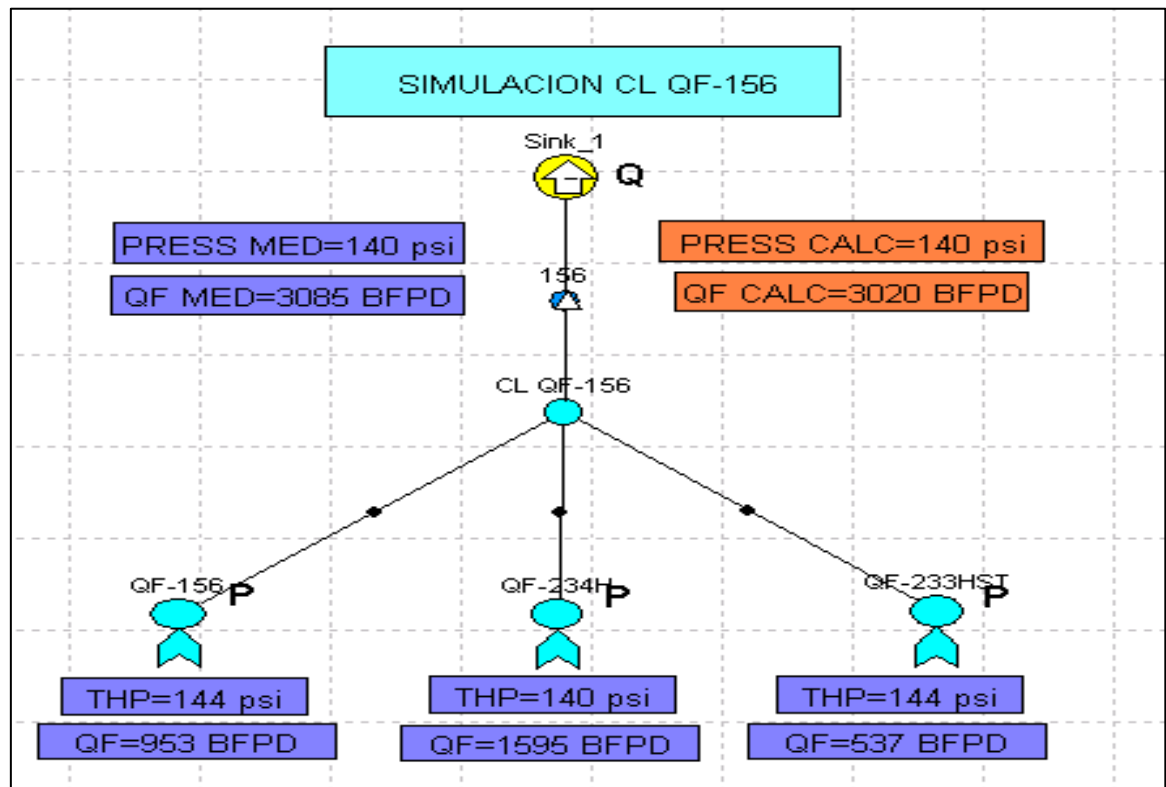 SIMULACION CL QF-156
Sink_1
Q
PRESS MED=140 psi
PRESS CALC=140 psi
QF MED=3085 BFPD
156
QF CALC=3020 BFPD
CL QF-156
QF-156 P
QF-234H P
QF-233HST P
THP=144 psi
THP=140 psi
THP=144 psi
QF=953 BFPD
QF=1595 BFPD
QF=537 BFPD